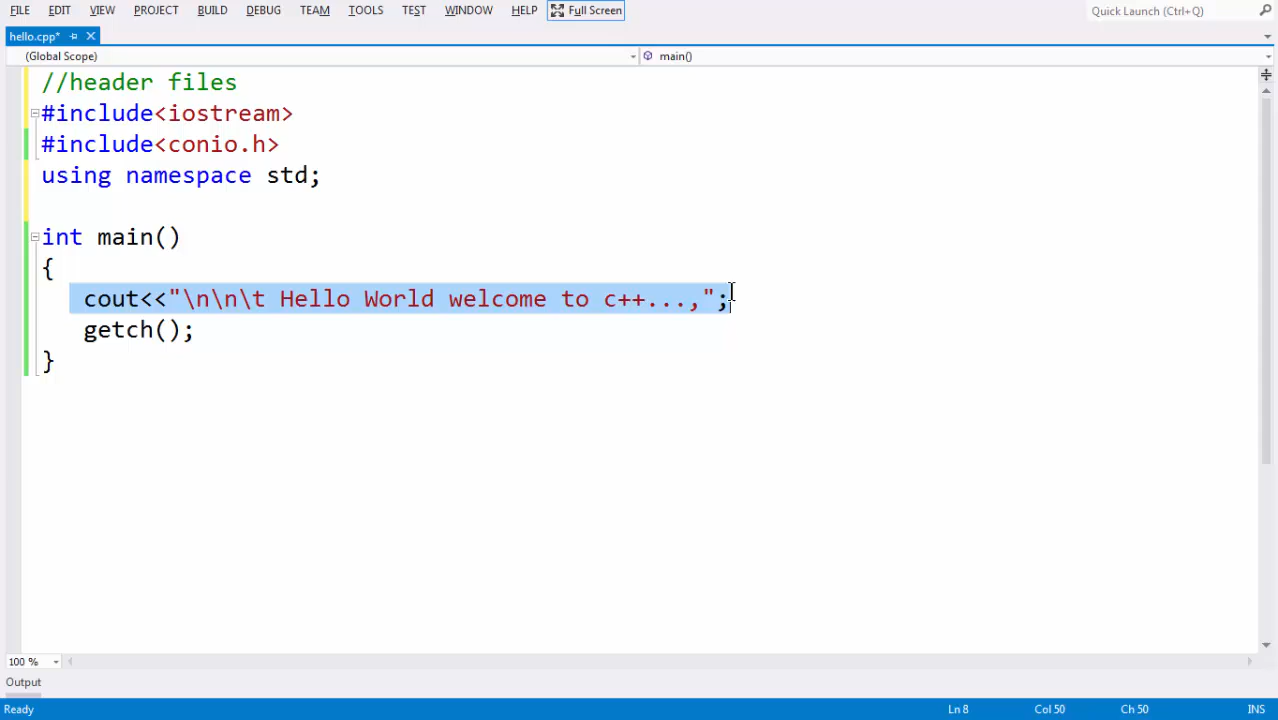 FILE EDIT VIEW PROJECT BUILD DEBUG TEAM TOOLS TEST WINDOW HELP Full Screen Quick Launch (Ctrl+Q)
hello.cpp*
(Global Scope) main()
//header files
#include<iostream>
#include<conio.h>
using namespace std;
int main()
{
cout<<"\n\n\t Hello World welcome to c++...,";
getch();
}
100 %
Output
Ready Ln 8 Col 50 Ch 50 INS